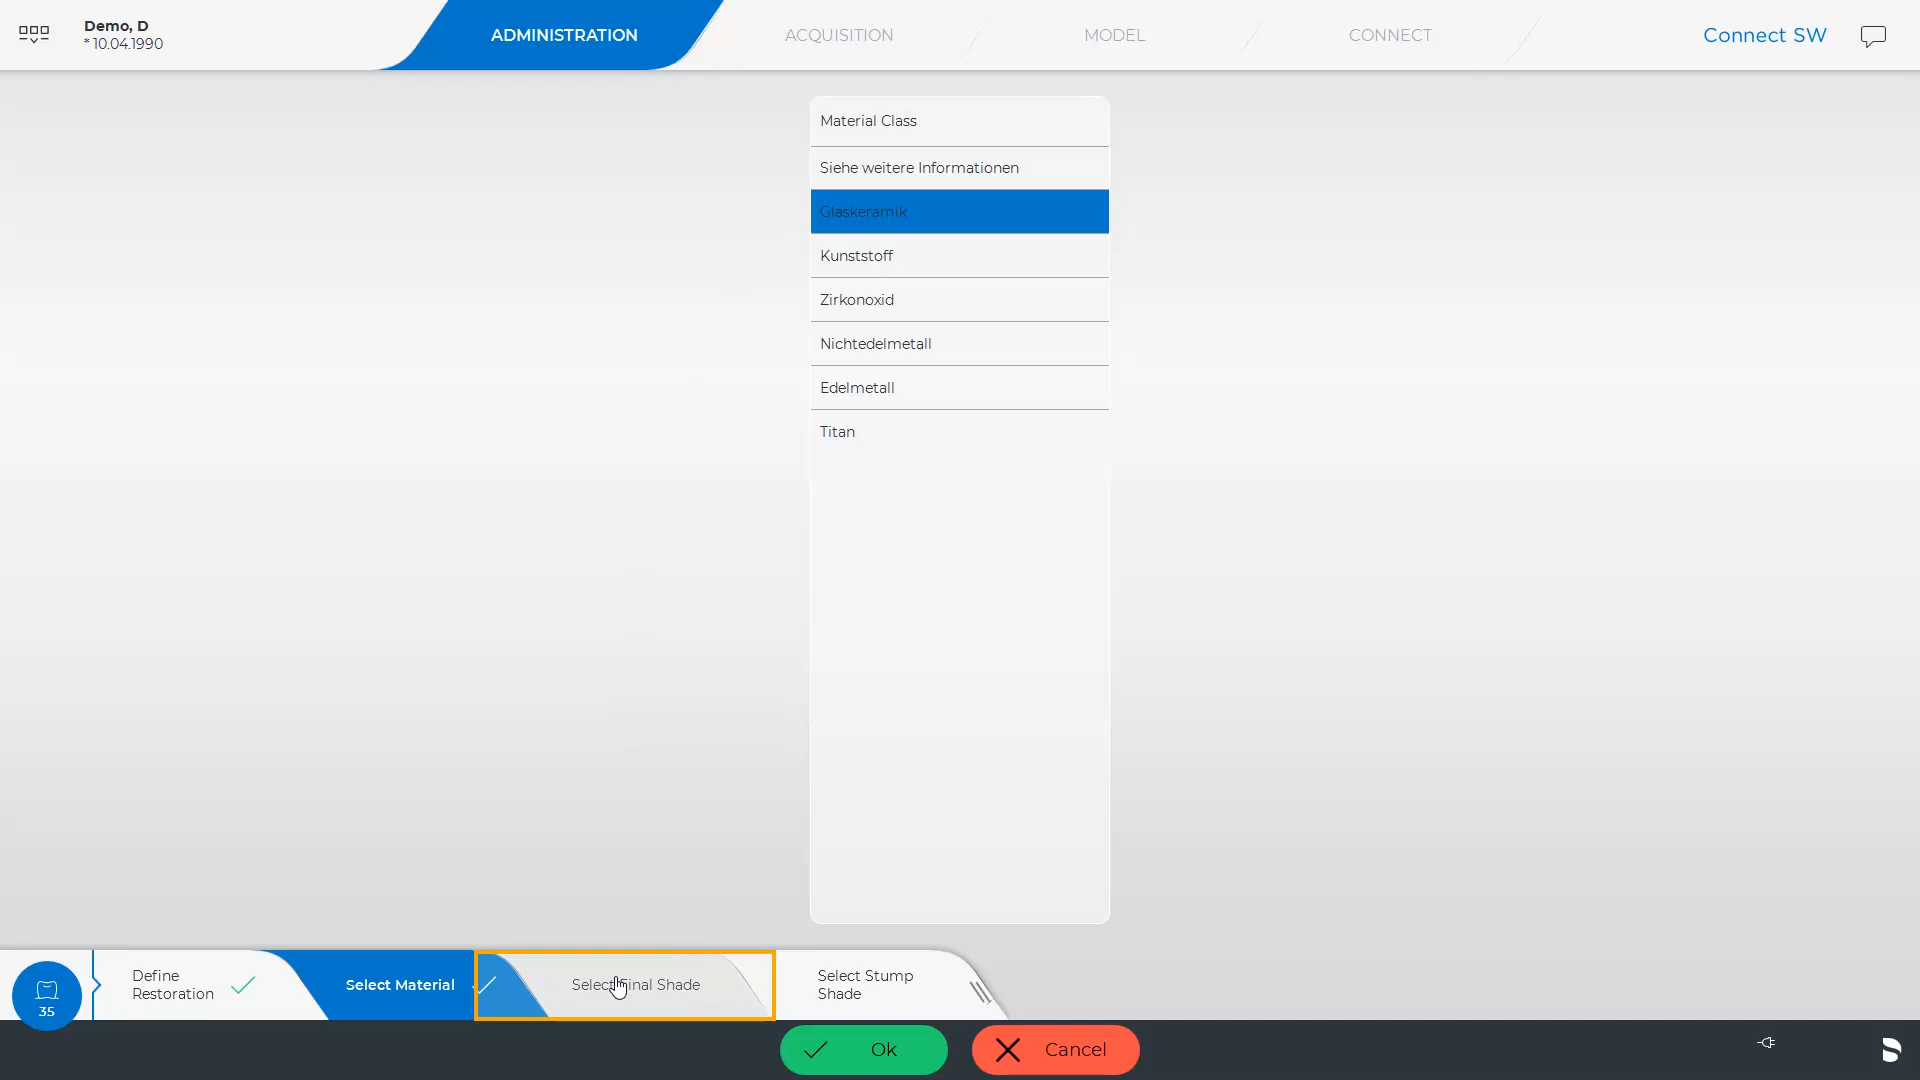 Demo, D
* 10.04.1990
ADMINISTRATION
ACQUISITION
MODEL
CONNECT
Connect SW
Material Class
Siehe weitere Informationen
Glaskeramik
Kunststoff
Zirkonoxid
Nichtedelmetall
Edelmetall
Titan
35
Define
Restoration
Select Material
Select Final Shade
Select Stump
Shade
Ok
Cancel